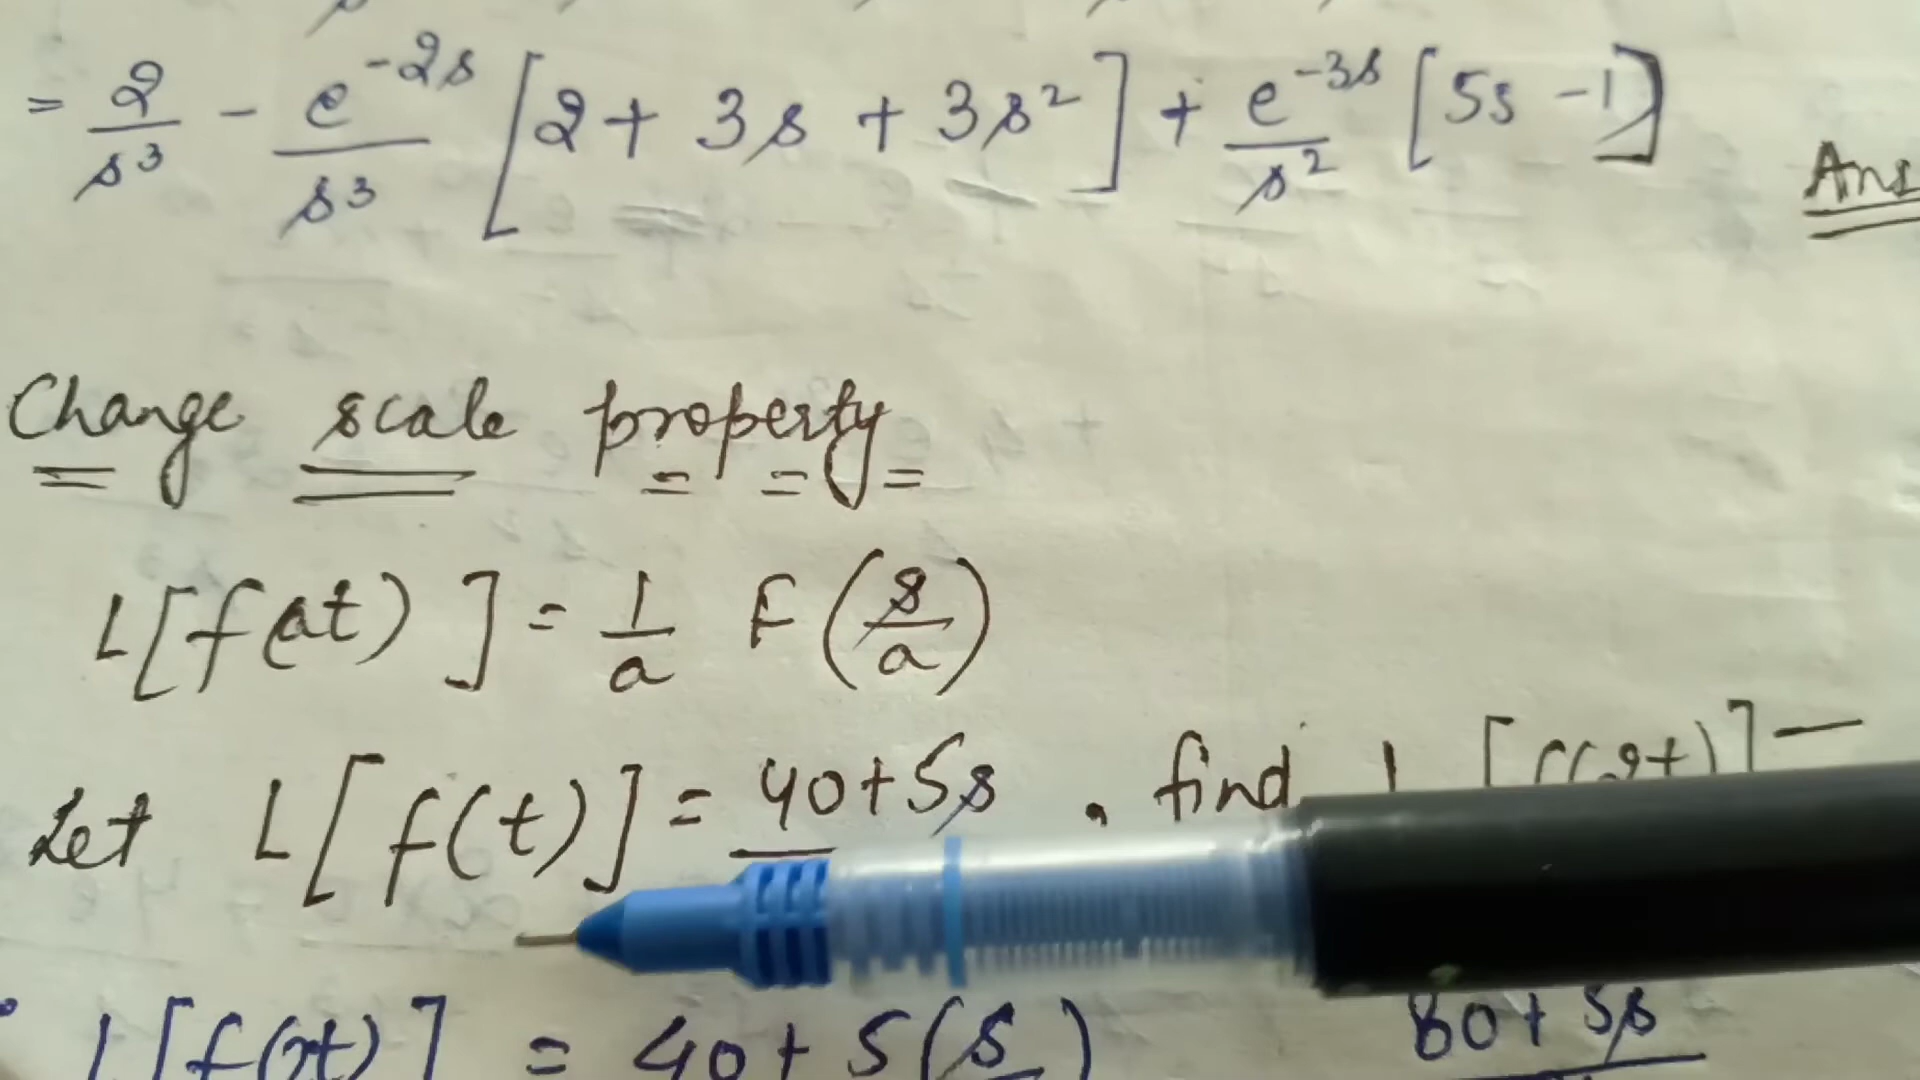 = 2/s³ - e^-2s/s³ [2 + 3s + 3s²] + e^-3s/s² [5s - 1] Ans
Change scale property
L[f(at)] = 1/a F(s/a)
Let L[f(t)] = 40+5s . find L[f(2t)]
L[f(2t)] = 40 + 5(s 80 + 5s